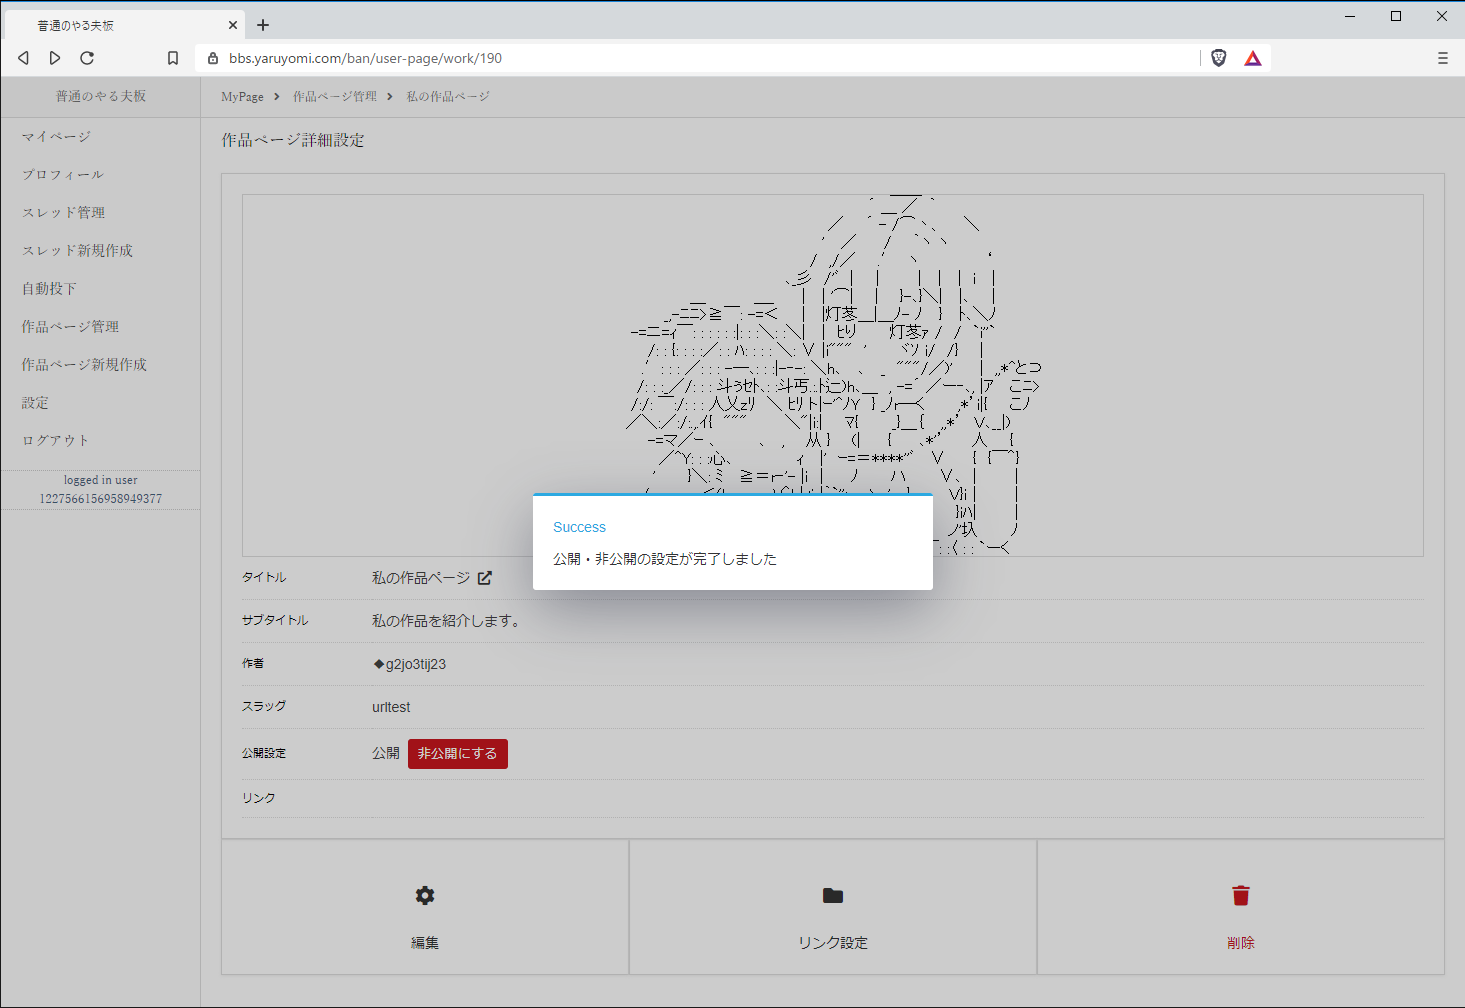 普通のやる夫板
bbs.yaruyomi.com/ban/user-page/work/190
普通のやる夫板
MyPage > 作品ページ管理 > 私の作品ページ
マイページ
プロフィール
スレッド管理
スレッド新規作成
自動投下
作品ページ管理
作品ページ新規作成
設定
ログアウト
logged in user
1227566156958949377
作品ページ詳細設定
Success
公開・非公開の設定が完了しました
タイトル 私の作品ページ
サブタイトル 私の作品を紹介します。
作者 ◆g2jo3tij23
スラッグ urltest
公開設定 公開 非公開にする
リンク
編集
リンク設定
削除